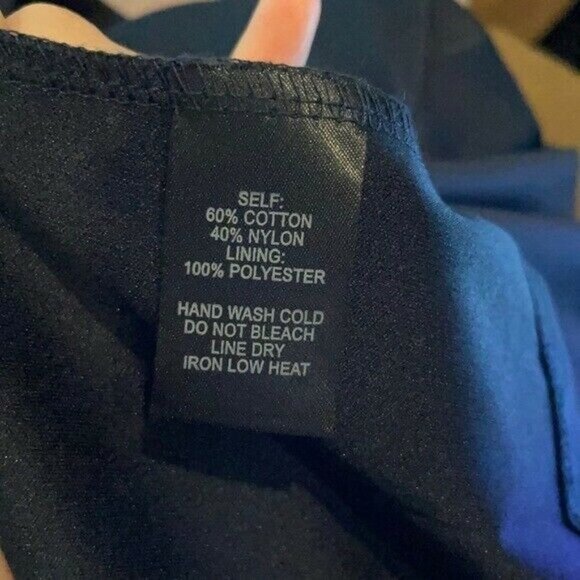 SELF:
60% COTTON
40% NYLON
LINING:
100% POLYESTER
HAND WASH COLD
DO NOT BLEACH
LINE DRY
IRON LOW HEAT